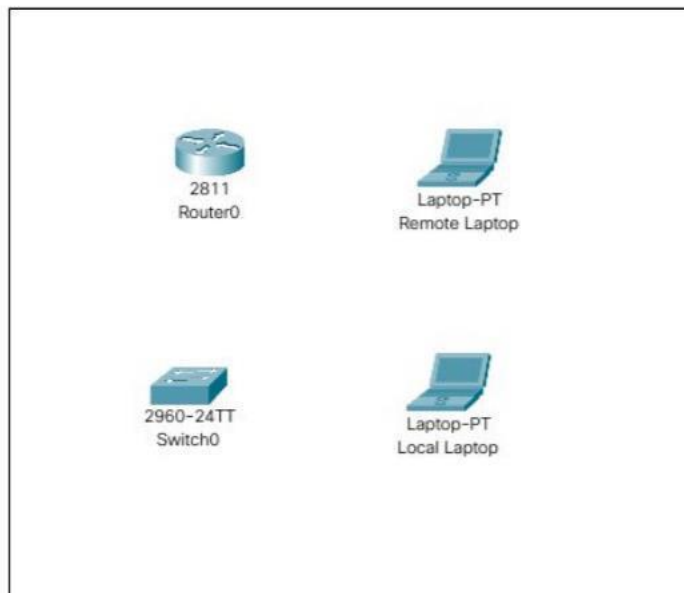 2811
Router0
Laptop-PT
Remote Laptop
2960-24TT
Switch0
Laptop-PT
Local Laptop